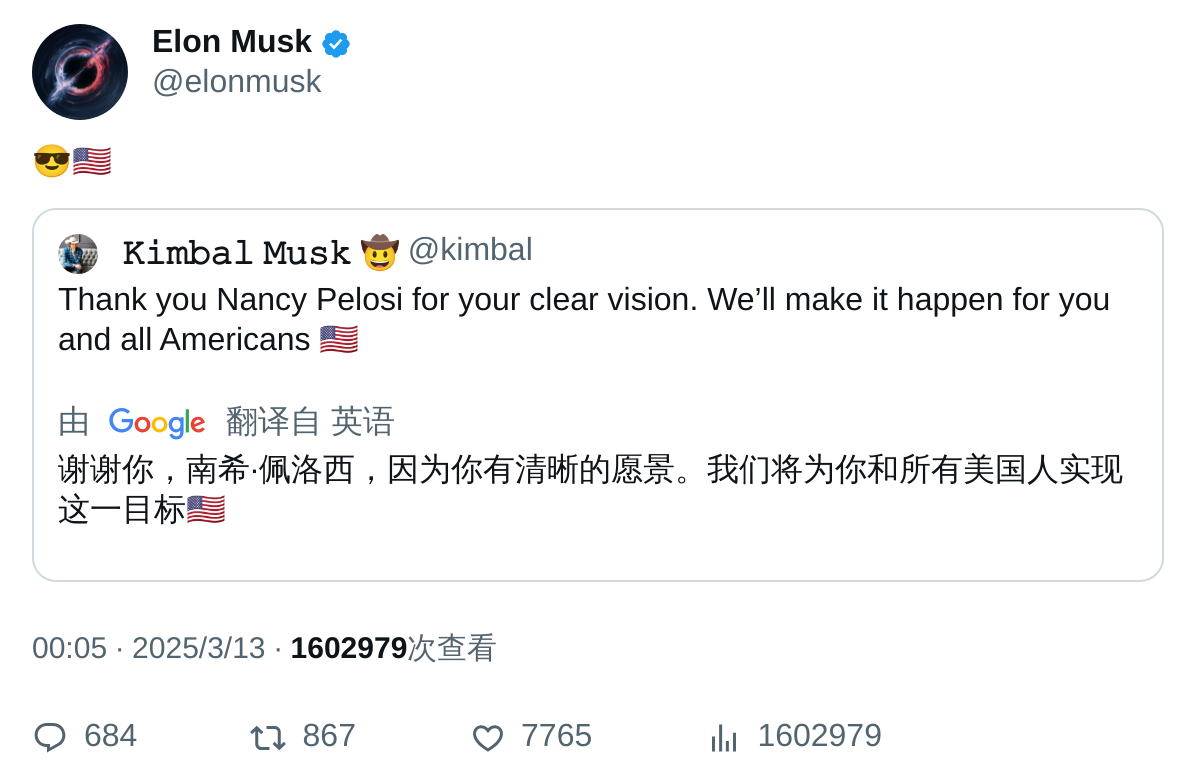 Elon Musk
@elonmusk
😎🇺🇸
Kimbal Musk 🤠 @kimbal
Thank you Nancy Pelosi for your clear vision. We’ll make it happen for you
and all Americans 🇺🇸
由 Google 翻译自 英语
谢谢你，南希·佩洛西，因为你有清晰的愿景。我们将为你和所有美国人实现
这一目标🇺🇸
00:05 · 2025/3/13 · 1602979次查看
684 867 7765 1602979